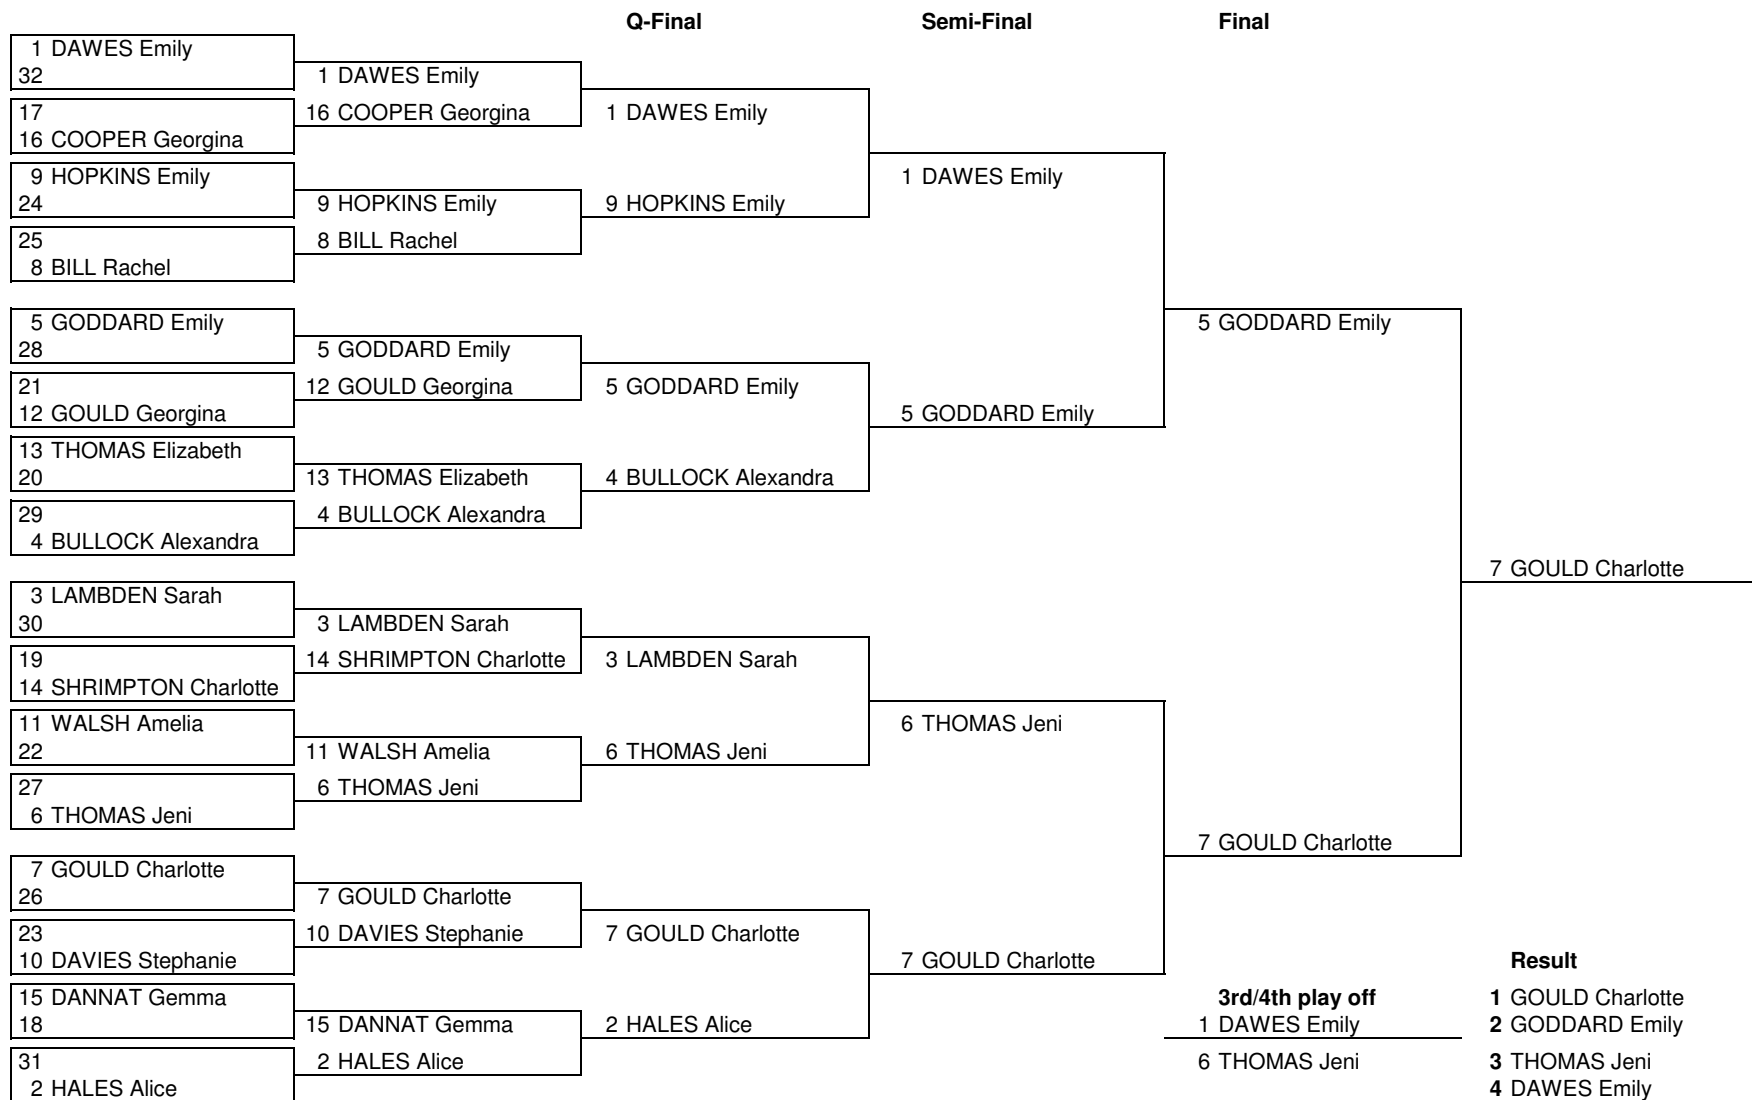 Q-Final Semi-Final Final
1 DAWES Emily
32
17
16 COOPER Georgina
9 HOPKINS Emily
24
25
8 BILL Rachel
5 GODDARD Emily
28
21
12 GOULD Georgina
13 THOMAS Elizabeth
20
29
4 BULLOCK Alexandra
3 LAMBDEN Sarah
30
19
14 SHRIMPTON Charlotte
11 WALSH Amelia
22
27
6 THOMAS Jeni
7 GOULD Charlotte
26
23
10 DAVIES Stephanie
15 DANNAT Gemma
18
31
2 HALES Alice
1 DAWES Emily
16 COOPER Georgina
9 HOPKINS Emily
8 BILL Rachel
5 GODDARD Emily
12 GOULD Georgina
13 THOMAS Elizabeth
4 BULLOCK Alexandra
3 LAMBDEN Sarah
14 SHRIMPTON Charlotte
11 WALSH Amelia
6 THOMAS Jeni
7 GOULD Charlotte
10 DAVIES Stephanie
15 DANNAT Gemma
2 HALES Alice
1 DAWES Emily
9 HOPKINS Emily
5 GODDARD Emily
4 BULLOCK Alexandra
3 LAMBDEN Sarah
6 THOMAS Jeni
7 GOULD Charlotte
2 HALES Alice
1 DAWES Emily
5 GODDARD Emily
6 THOMAS Jeni
7 GOULD Charlotte
5 GODDARD Emily
7 GOULD Charlotte
7 GOULD Charlotte
3rd/4th play off
1 DAWES Emily
6 THOMAS Jeni
Result
1 GOULD Charlotte
2 GODDARD Emily
3 THOMAS Jeni
4 DAWES Emily